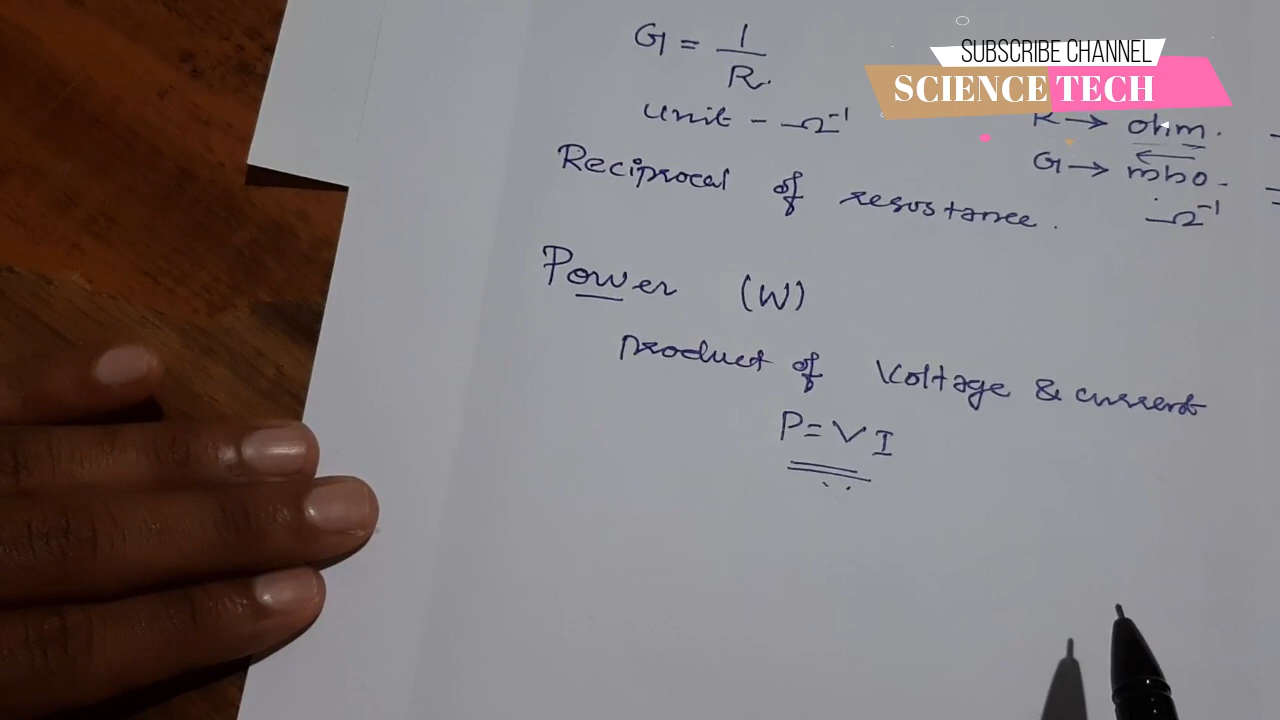 G = 1/R.
SUBSCRIBE CHANNEL
SCIENCE TECH
unit - Ω⁻¹
R → ohm.
G → mho.
Ω⁻¹
Reciprocal of resistance.
Power (W)
product of Voltage & current
P = VI